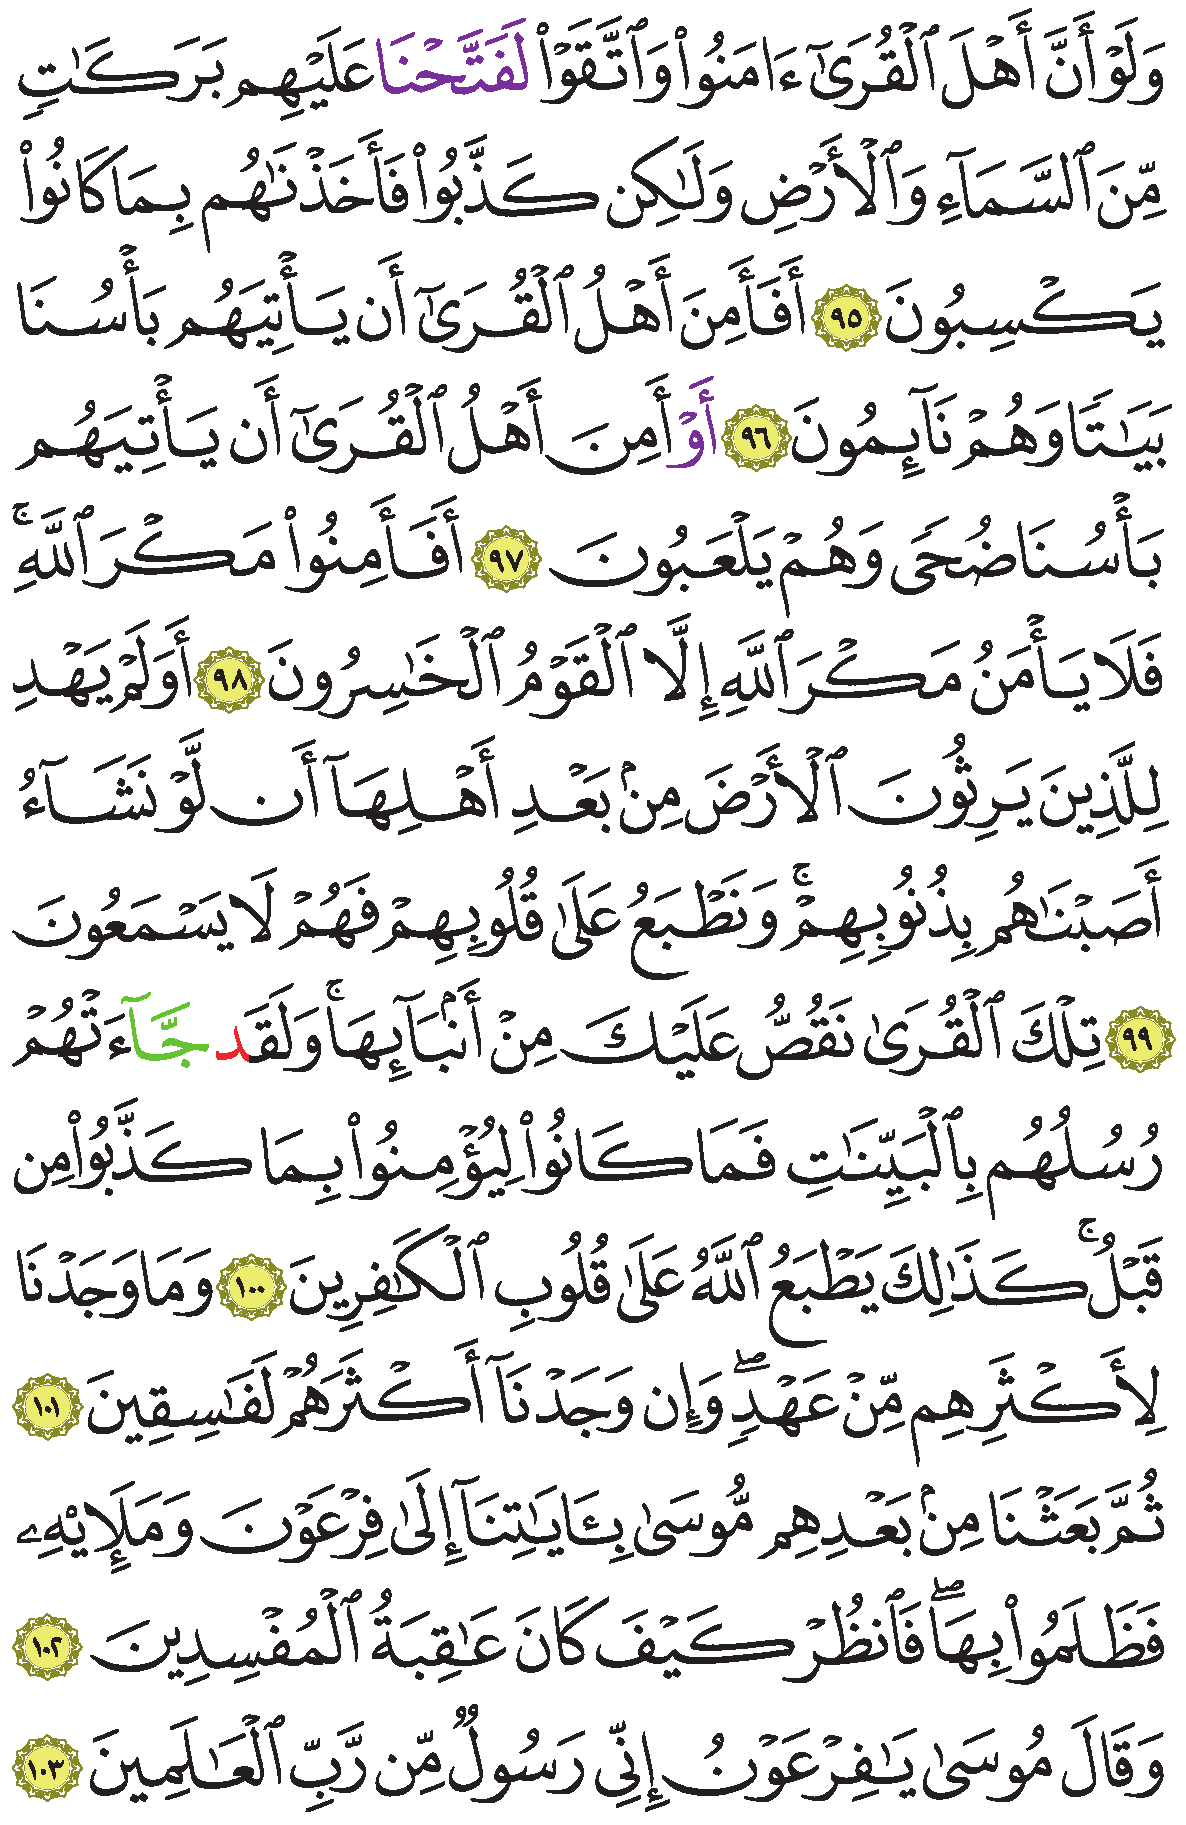 وَلَوۡ أَنَّ أَهۡلَ ٱلۡقُرَىٰٓ ءَامَنُواْ وَٱتَّقَوۡاْ لَفَتَّحۡنَا عَلَيۡهِم بَرَكَٰتٖ
مِّنَ ٱلسَّمَآءِ وَٱلۡأَرۡضِ وَلَٰكِن كَذَّبُواْ فَأَخَذۡنَٰهُم بِمَا كَانُواْ
يَكۡسِبُونَ ٩٥ أَفَأَمِنَ أَهۡلُ ٱلۡقُرَىٰٓ أَن يَأۡتِيَهُم بَأۡسُنَا
بَيَٰتٗا وَهُمۡ نَآئِمُونَ ٩٦ أَوۡ أَمِنَ أَهۡلُ ٱلۡقُرَىٰٓ أَن يَأۡتِيَهُم
بَأۡسُنَا ضُحٗى وَهُمۡ يَلۡعَبُونَ ٩٧ أَفَأَمِنُواْ مَكۡرَ ٱللَّهِۚ
فَلَا يَأۡمَنُ مَكۡرَ ٱللَّهِ إِلَّا ٱلۡقَوۡمُ ٱلۡخَٰسِرُونَ ٩٨ أَوَلَمۡ يَهۡدِ
لِلَّذِينَ يَرِثُونَ ٱلۡأَرۡضَ مِنۢ بَعۡدِ أَهۡلِهَآ أَن لَّوۡ نَشَآءُ
أَصَبۡنَٰهُم بِذُنُوبِهِمۡۚ وَنَطۡبَعُ عَلَىٰ قُلُوبِهِمۡ فَهُمۡ لَا يَسۡمَعُونَ
٩٩ تِلۡكَ ٱلۡقُرَىٰ نَقُصُّ عَلَيۡكَ مِنۡ أَنۢبَآئِهَاۚ وَلَقَد جَّآءَتۡهُمۡ
رُسُلُهُم بِٱلۡبَيِّنَٰتِ فَمَا كَانُواْ لِيُؤۡمِنُواْ بِمَا كَذَّبُواْ مِن
قَبۡلُۚ كَذَٰلِكَ يَطۡبَعُ ٱللَّهُ عَلَىٰ قُلُوبِ ٱلۡكَٰفِرِينَ ١٠٠ وَمَا وَجَدۡنَا
لِأَكۡثَرِهِم مِّنۡ عَهۡدٖۖ وَإِن وَجَدۡنَآ أَكۡثَرَهُمۡ لَفَٰسِقِينَ ١٠١
ثُمَّ بَعَثۡنَا مِنۢ بَعۡدِهِم مُّوسَىٰ بِـَٔايَٰتِنَآ إِلَىٰ فِرۡعَوۡنَ وَمَلَإِيْهِۦ
فَظَلَمُواْ بِهَاۖ فَٱنظُرۡ كَيۡفَ كَانَ عَٰقِبَةُ ٱلۡمُفۡسِدِينَ ١٠٢
وَقَالَ مُوسَىٰ يَٰفِرۡعَوۡنُ إِنِّي رَسُولٞ مِّن رَّبِّ ٱلۡعَٰلَمِينَ ١٠٣